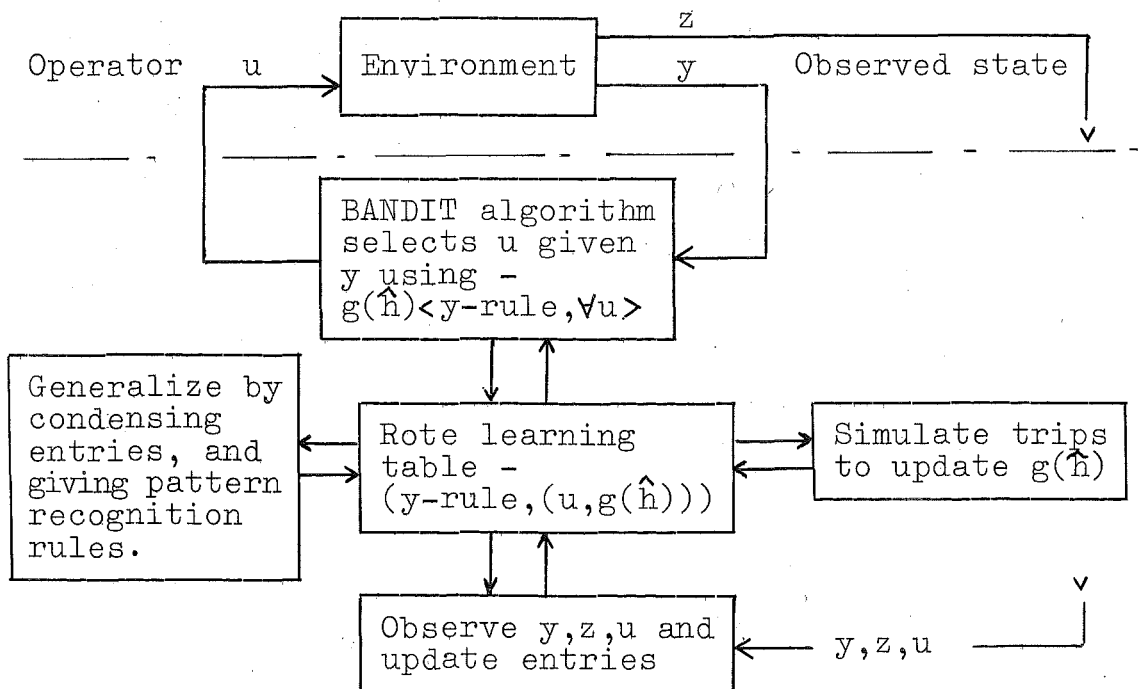 z
Operator u Environment y Observed state
BANDIT algorithm
selects u given
y using -
g(ĥ)<y-rule,∀u>
Generalize by
condensing
entries, and
giving pattern
recognition
rules.
Rote learning
table -
(y-rule,(u,g(ĥ)))
Simulate trips
to update g(ĥ)
Observe y,z,u and
update entries
y,z,u